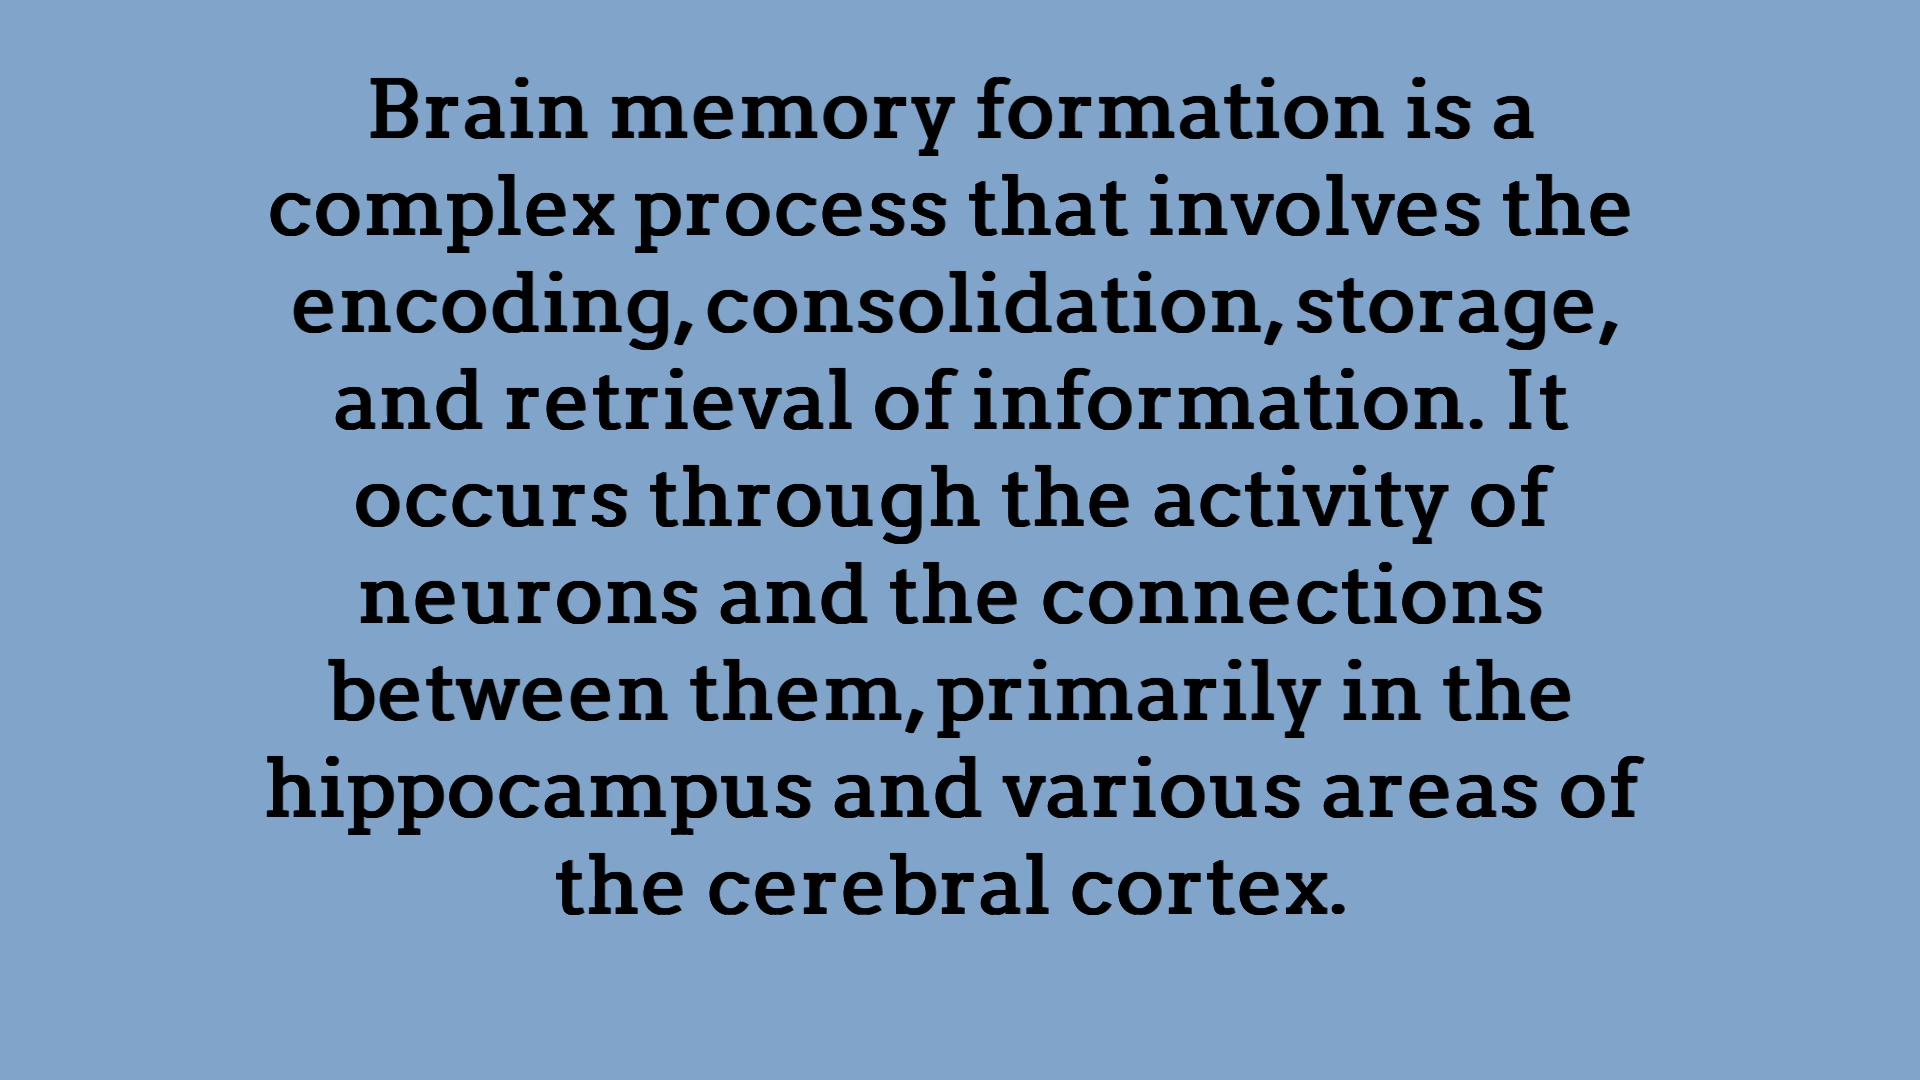 Brain memory formation is a
complex process that involves the
encoding, consolidation, storage,
and retrieval of information. It
occurs through the activity of
neurons and the connections
between them, primarily in the
hippocampus and various areas of
the cerebral cortex.